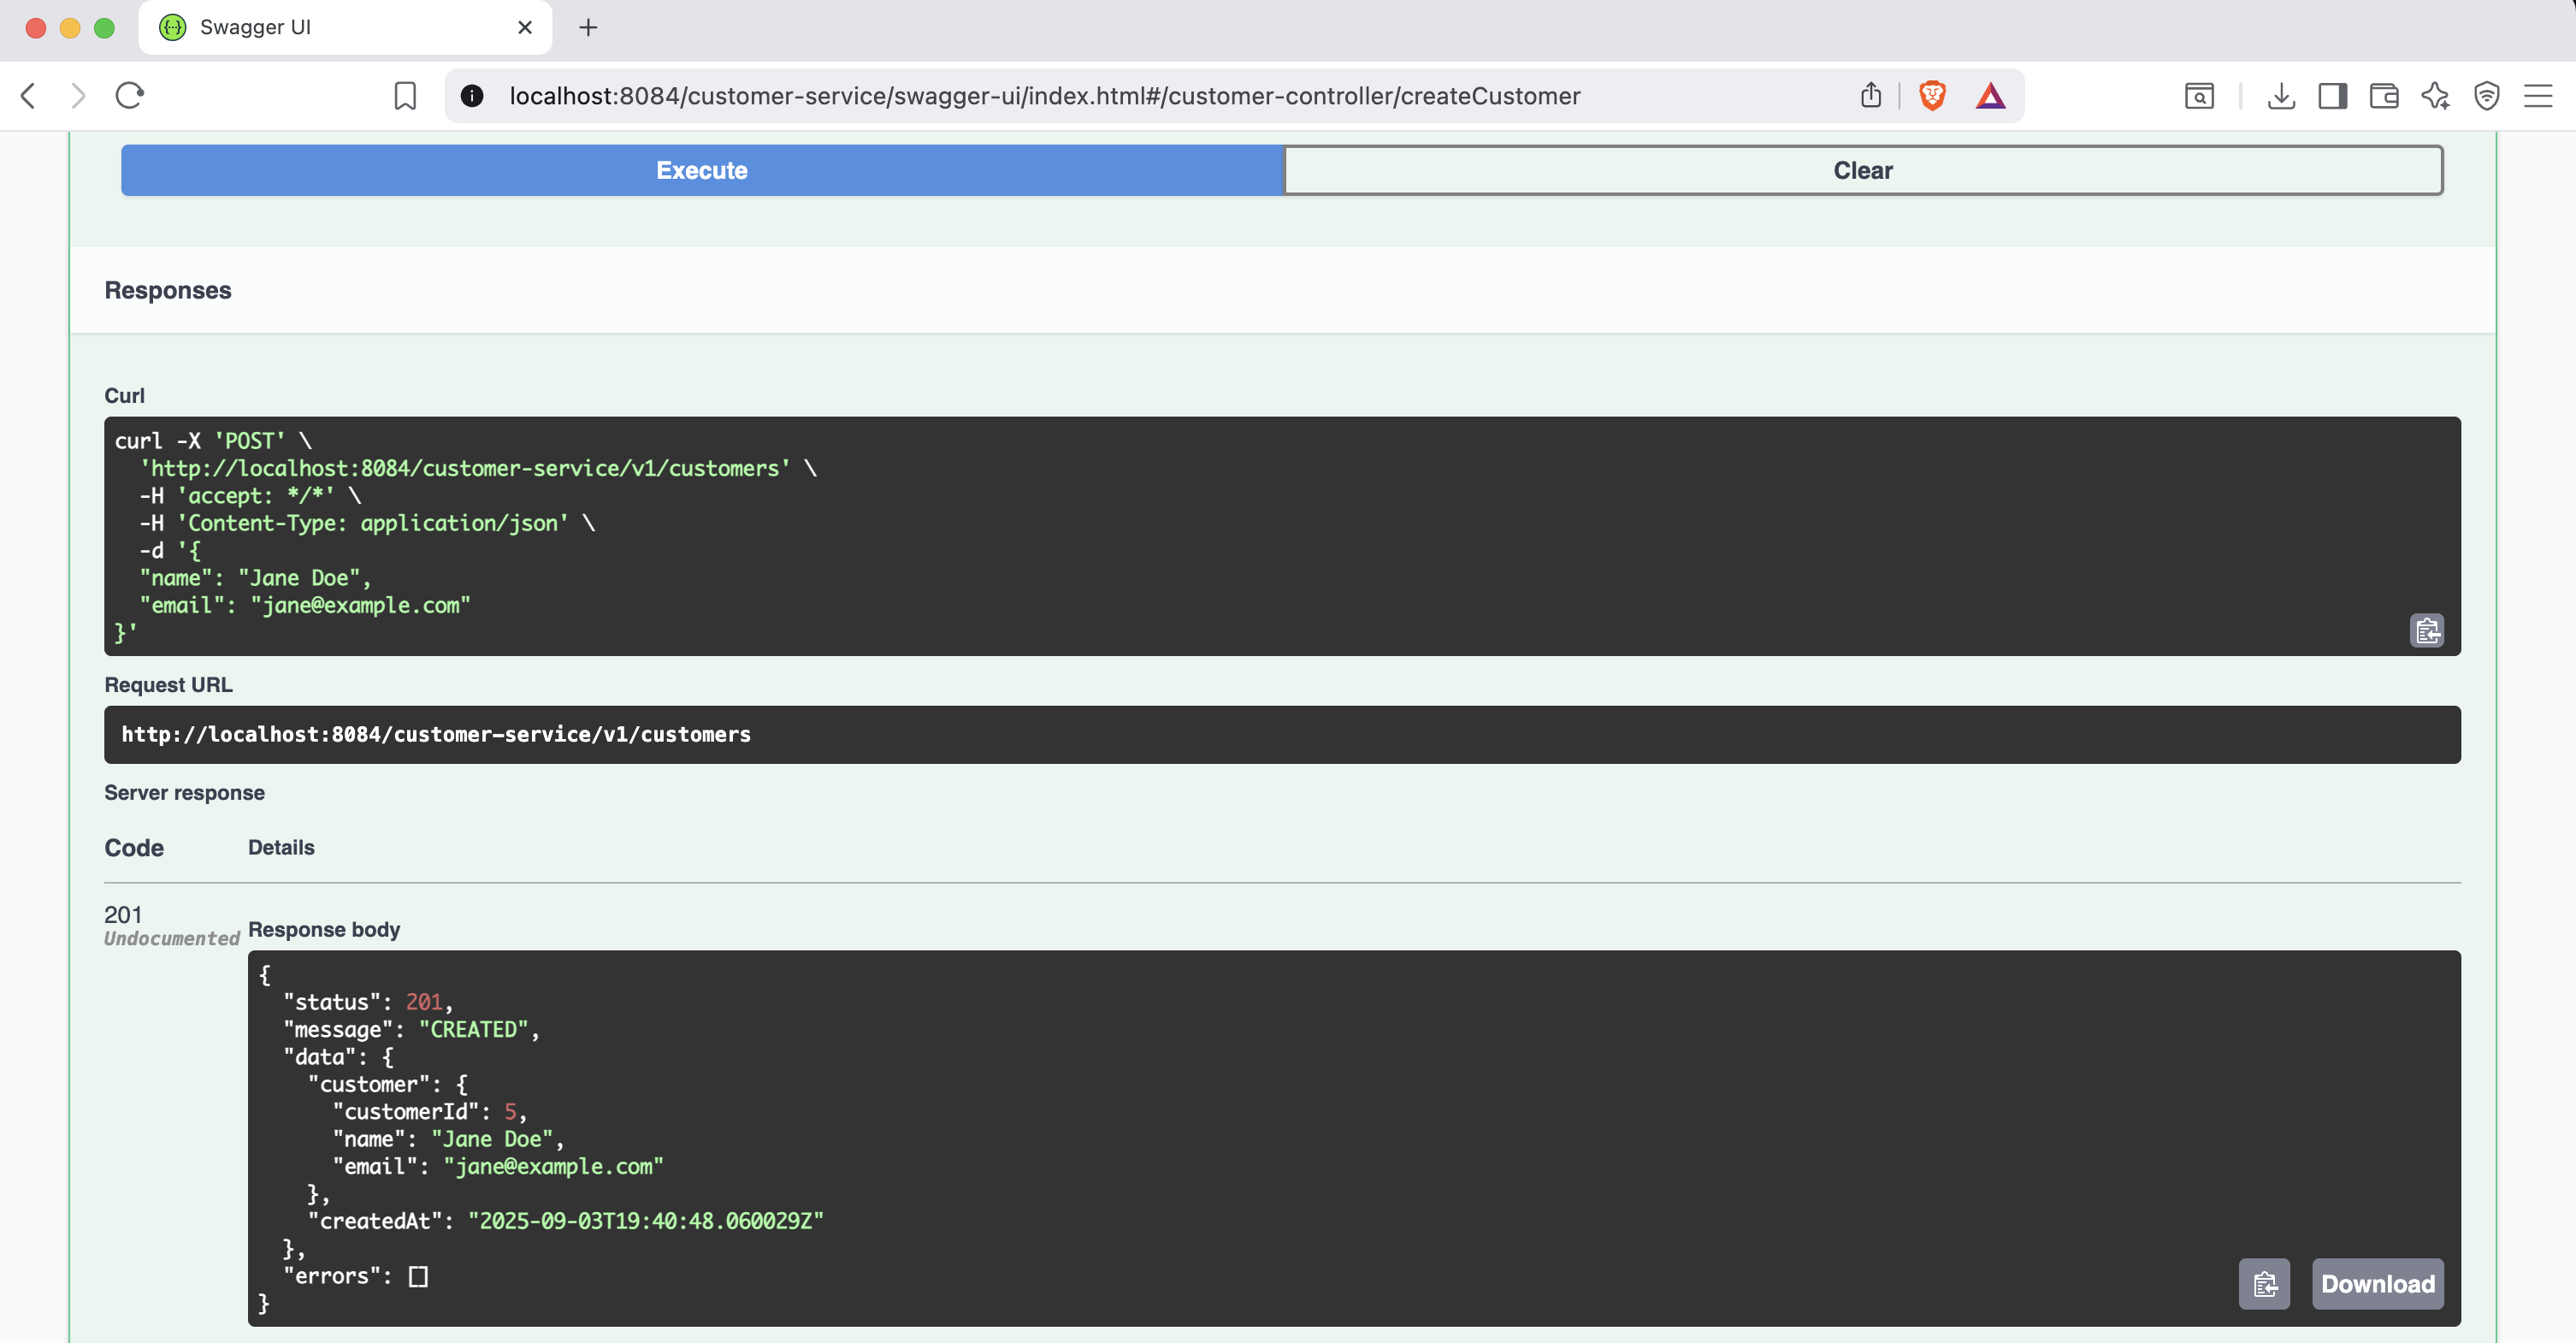 Swagger UI
localhost:8084/customer-service/swagger-ui/index.html#/customer-controller/createCustomer
Execute
Clear
Responses
Curl
curl -X 'POST' \
  'http://localhost:8084/customer-service/v1/customers' \
  -H 'accept: */*' \
  -H 'Content-Type: application/json' \
  -d '{
  "name": "Jane Doe",
  "email": "jane@example.com"
}'
Request URL
http://localhost:8084/customer-service/v1/customers
Server response
Code Details
201
Undocumented
Response body
{
  "status": 201,
  "message": "CREATED",
  "data": {
    "customer": {
      "customerId": 5,
      "name": "Jane Doe",
      "email": "jane@example.com"
    },
    "createdAt": "2025-09-03T19:40:48.060029Z"
  },
  "errors": []
}
Download